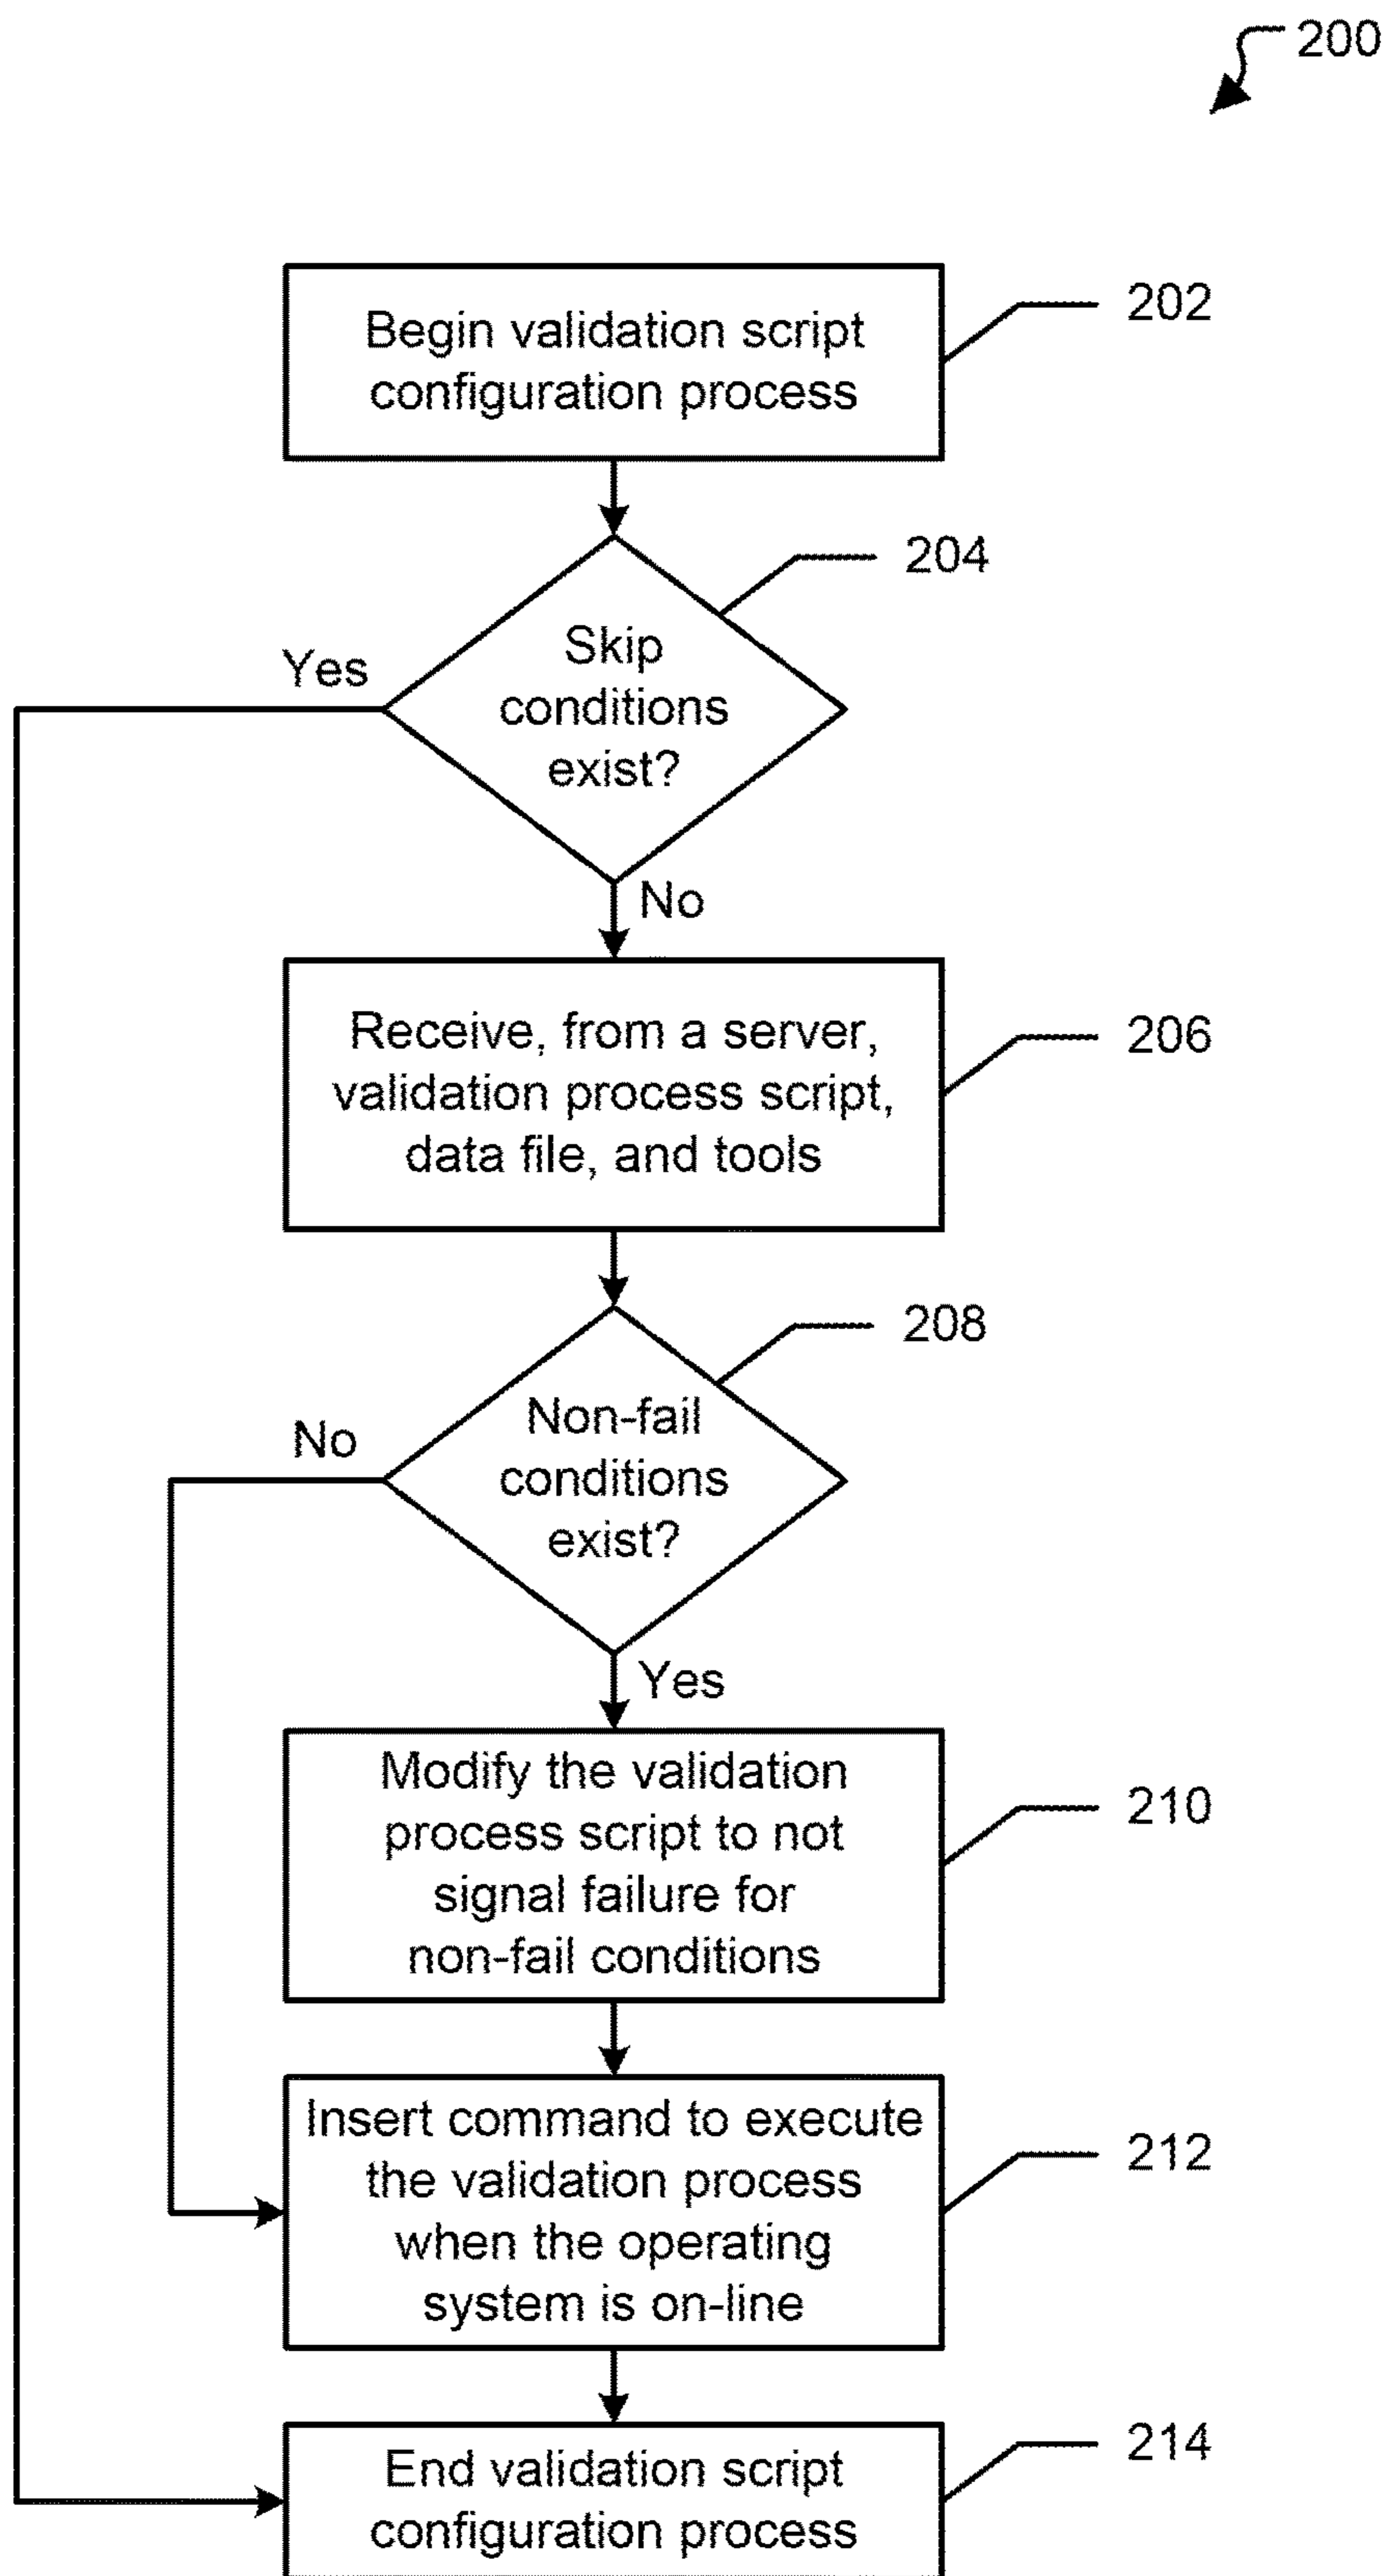 200
Begin validation script
configuration process
202
204
Skip
conditions
exist?
Yes
No
Receive, from a server,
validation process script,
data file, and tools
206
208
Non-fail
conditions
exist?
No
Yes
Modify the validation
process script to not
signal failure for
non-fail conditions
210
Insert command to execute
the validation process
when the operating
system is on-line
212
End validation script
configuration process
214